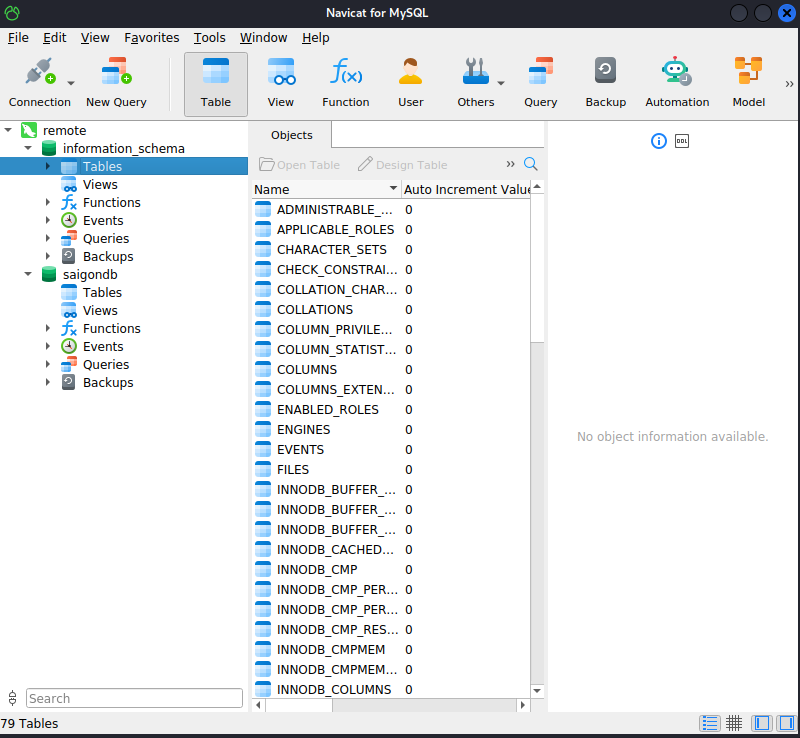 Navicat for MySQL
File Edit View Favorites Tools Window Help
Connection New Query Table View Function User Others Query Backup Automation Model »
remote
information_schema
Tables
Views
Functions
Events
Queries
Backups
saigondb
Tables
Views
Functions
Events
Queries
Backups
Search
Objects
Open Table Design Table »
Name Auto Increment Value
ADMINISTRABLE_... 0
APPLICABLE_ROLES 0
CHARACTER_SETS 0
CHECK_CONSTRAI... 0
COLLATION_CHAR... 0
COLLATIONS 0
COLUMN_PRIVILE... 0
COLUMN_STATIST... 0
COLUMNS 0
COLUMNS_EXTEN... 0
ENABLED_ROLES 0
ENGINES 0
EVENTS 0
FILES 0
INNODB_BUFFER_... 0
INNODB_BUFFER_... 0
INNODB_BUFFER_... 0
INNODB_CACHED... 0
INNODB_CMP 0
INNODB_CMP_PER... 0
INNODB_CMP_PER... 0
INNODB_CMP_RES... 0
INNODB_CMPMEM 0
INNODB_CMPMEM... 0
INNODB_COLUMNS 0
DDL
No object information available.
79 Tables